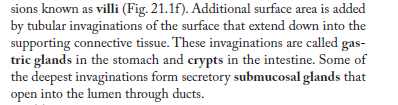 sions known as villi (Fig. 21.1f). Additional surface area is added
by tubular invaginations of the surface that extend down into the
supporting connective tissue. These invaginations are called gas-
tric glands in the stomach and crypts in the intestine. Some of
the deepest invaginations form secretory submucosal glands that
open into the lumen through ducts.